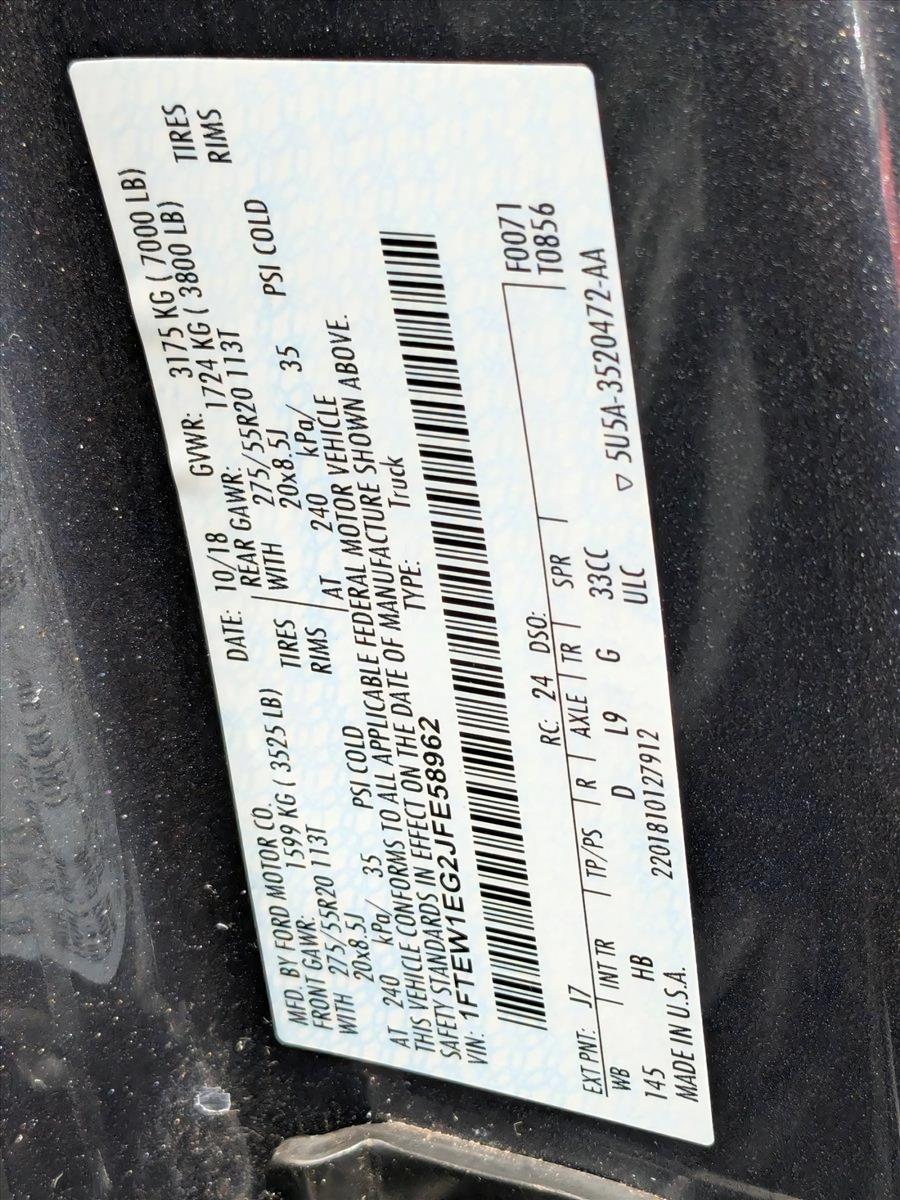 MFD. BY FORD MOTOR CO.
DATE: 10/18 GVWR: 3175 KG ( 7000 LB)
FRONT GAWR: 1599 KG ( 3525 LB) REAR GAWR: 1724 KG ( 3800 LB)
WITH 275/55R20 113T TIRES WITH 275/55R20 113T TIRES
20x8.5J RIMS 20x8.5J RIMS
AT 240 kPa/ 35 PSI COLD AT 240 kPa/ 35 PSI COLD
THIS VEHICLE CONFORMS TO ALL APPLICABLE FEDERAL MOTOR VEHICLE
SAFETY STANDARDS IN EFFECT ON THE DATE OF MANUFACTURE SHOWN ABOVE.
VIN: 1FTEW1EG2JFE58962 TYPE: Truck
F0071
T0856
EXT PNT: J7 RC: 24 DSO:
WB INT TR TP/PS R AXLE TR SPR
145 HB D L9 G 33CC
MADE IN U.S.A. 2201810127912 ULC
▽ 5U5A-3520472-AA